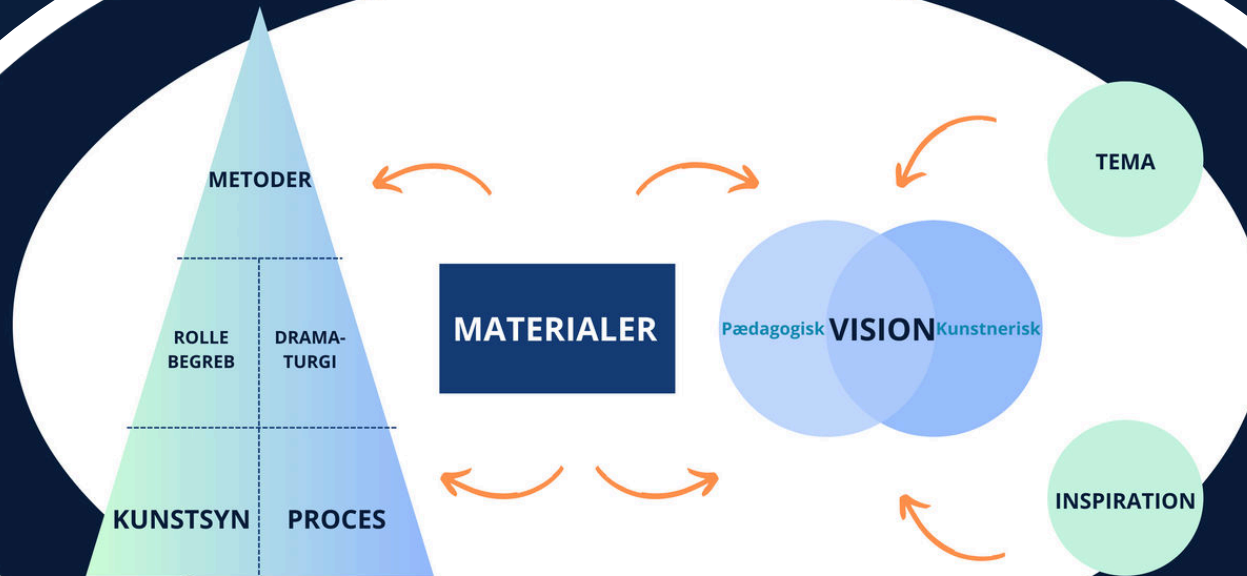 METODER
ROLLE
BEGREB
DRAMA-
TURGI
KUNSTSYN
PROCES
MATERIALER
Pædagogisk
VISION
Kunstnerisk
TEMA
INSPIRATION